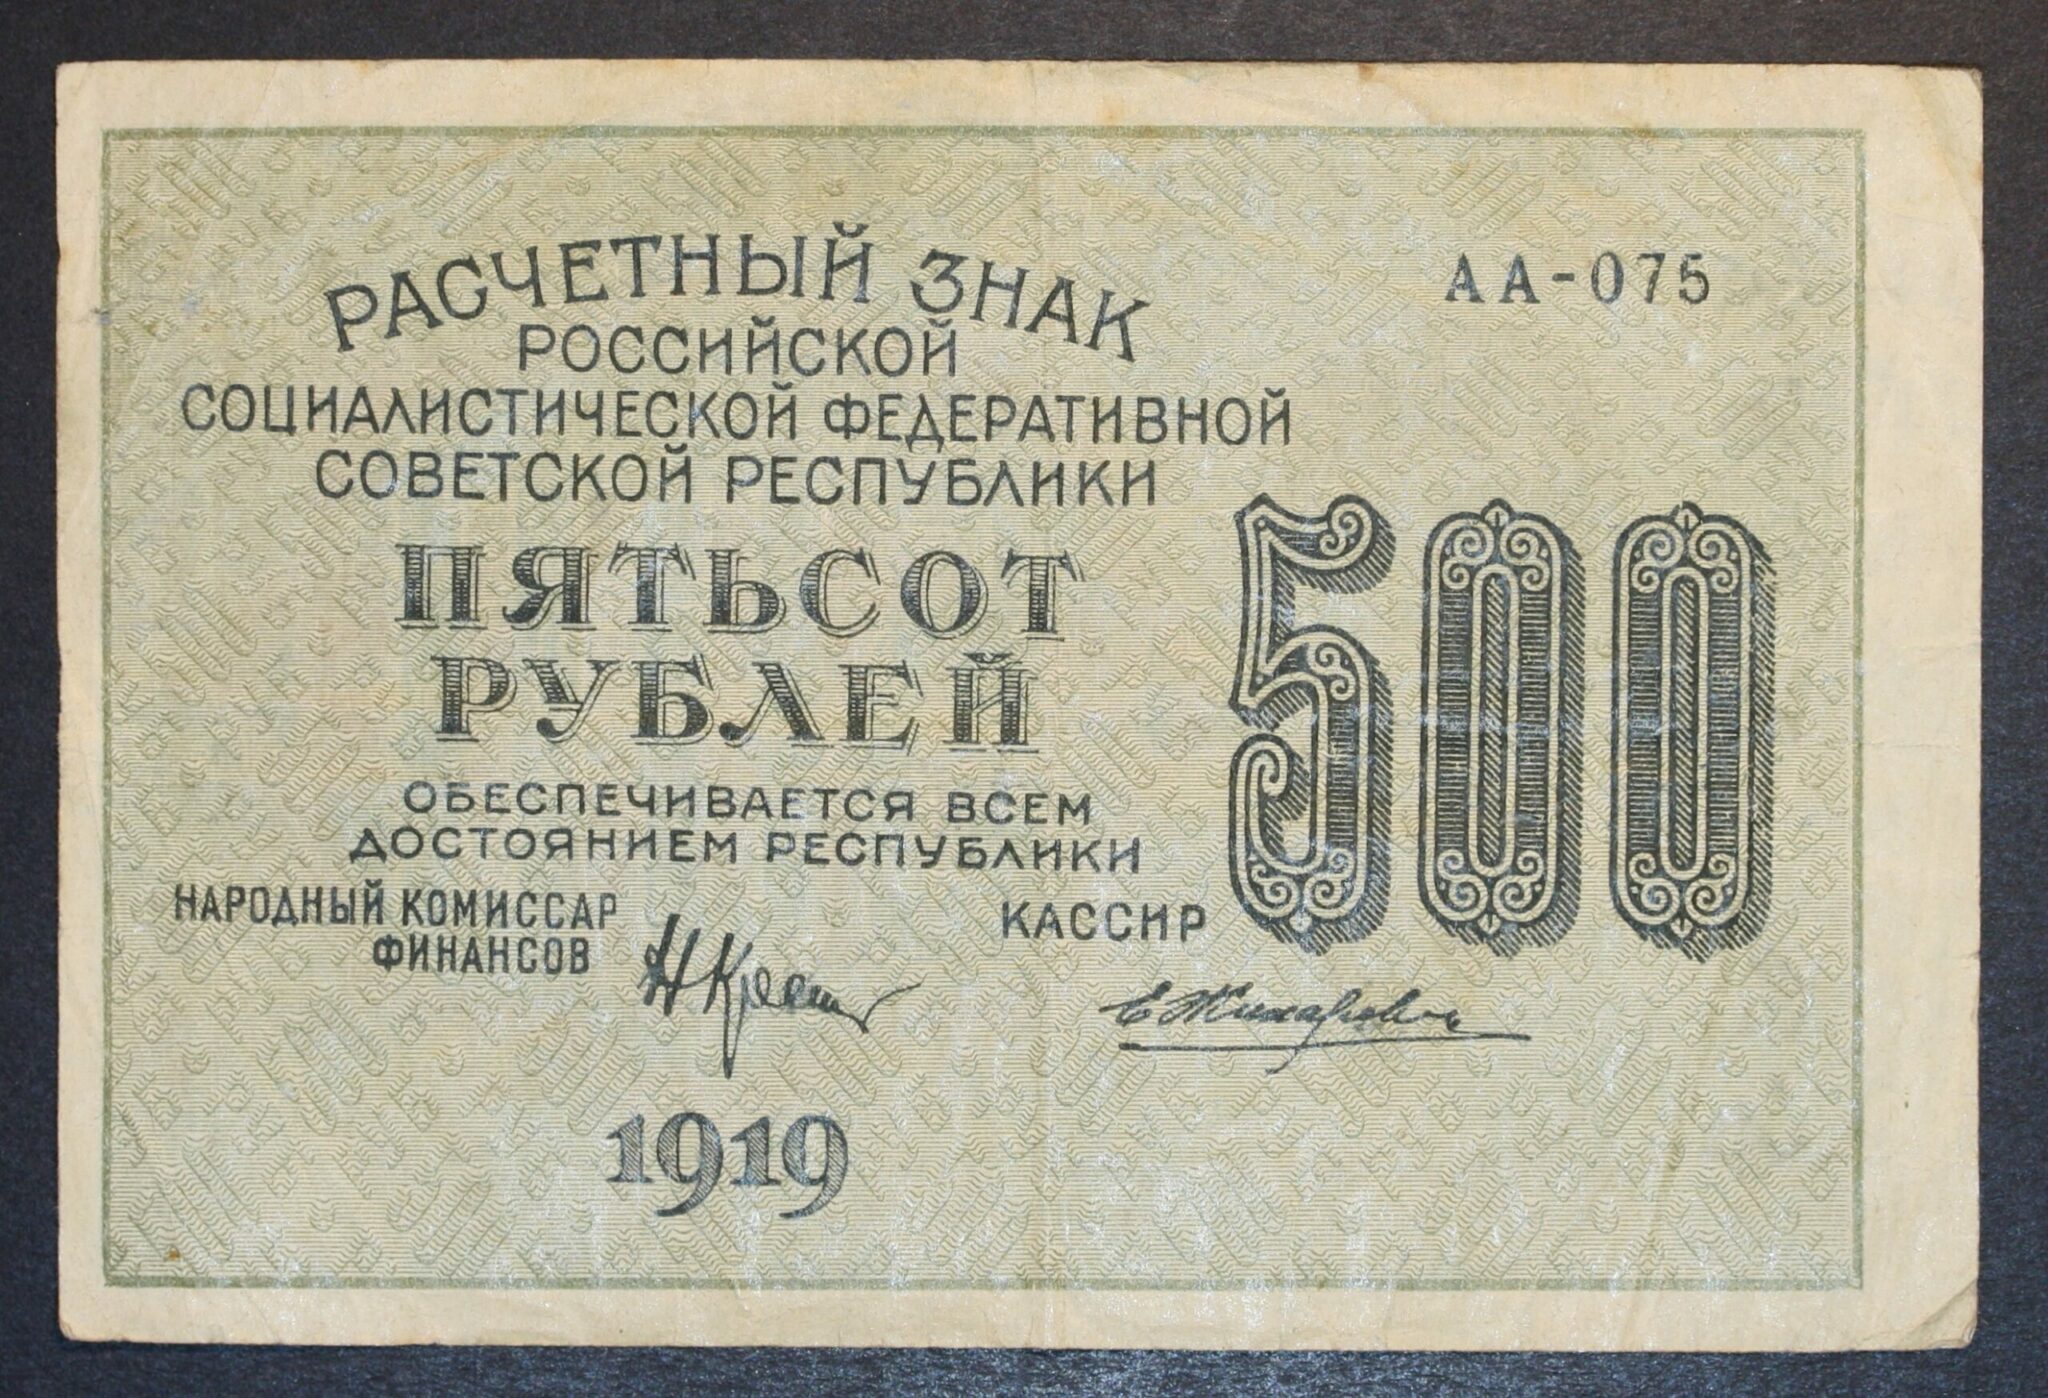 РАСЧЕТНЫЙ ЗНАК
АА-075
РОССИЙСКОЙ
СОЦИАЛИСТИЧЕСКОЙ ФЕДЕРАТИВНОЙ
СОВЕТСКОЙ РЕСПУБЛИКИ
ПЯТЬСОТ
РУБЛЕЙ
500
ОБЕСПЕЧИВАЕТСЯ ВСЕМ
ДОСТОЯНИЕМ РЕСПУБЛИКИ
НАРОДНЫЙ КОМИССАР
ФИНАНСОВ
КАССИР
Е Жихаревъ
1919